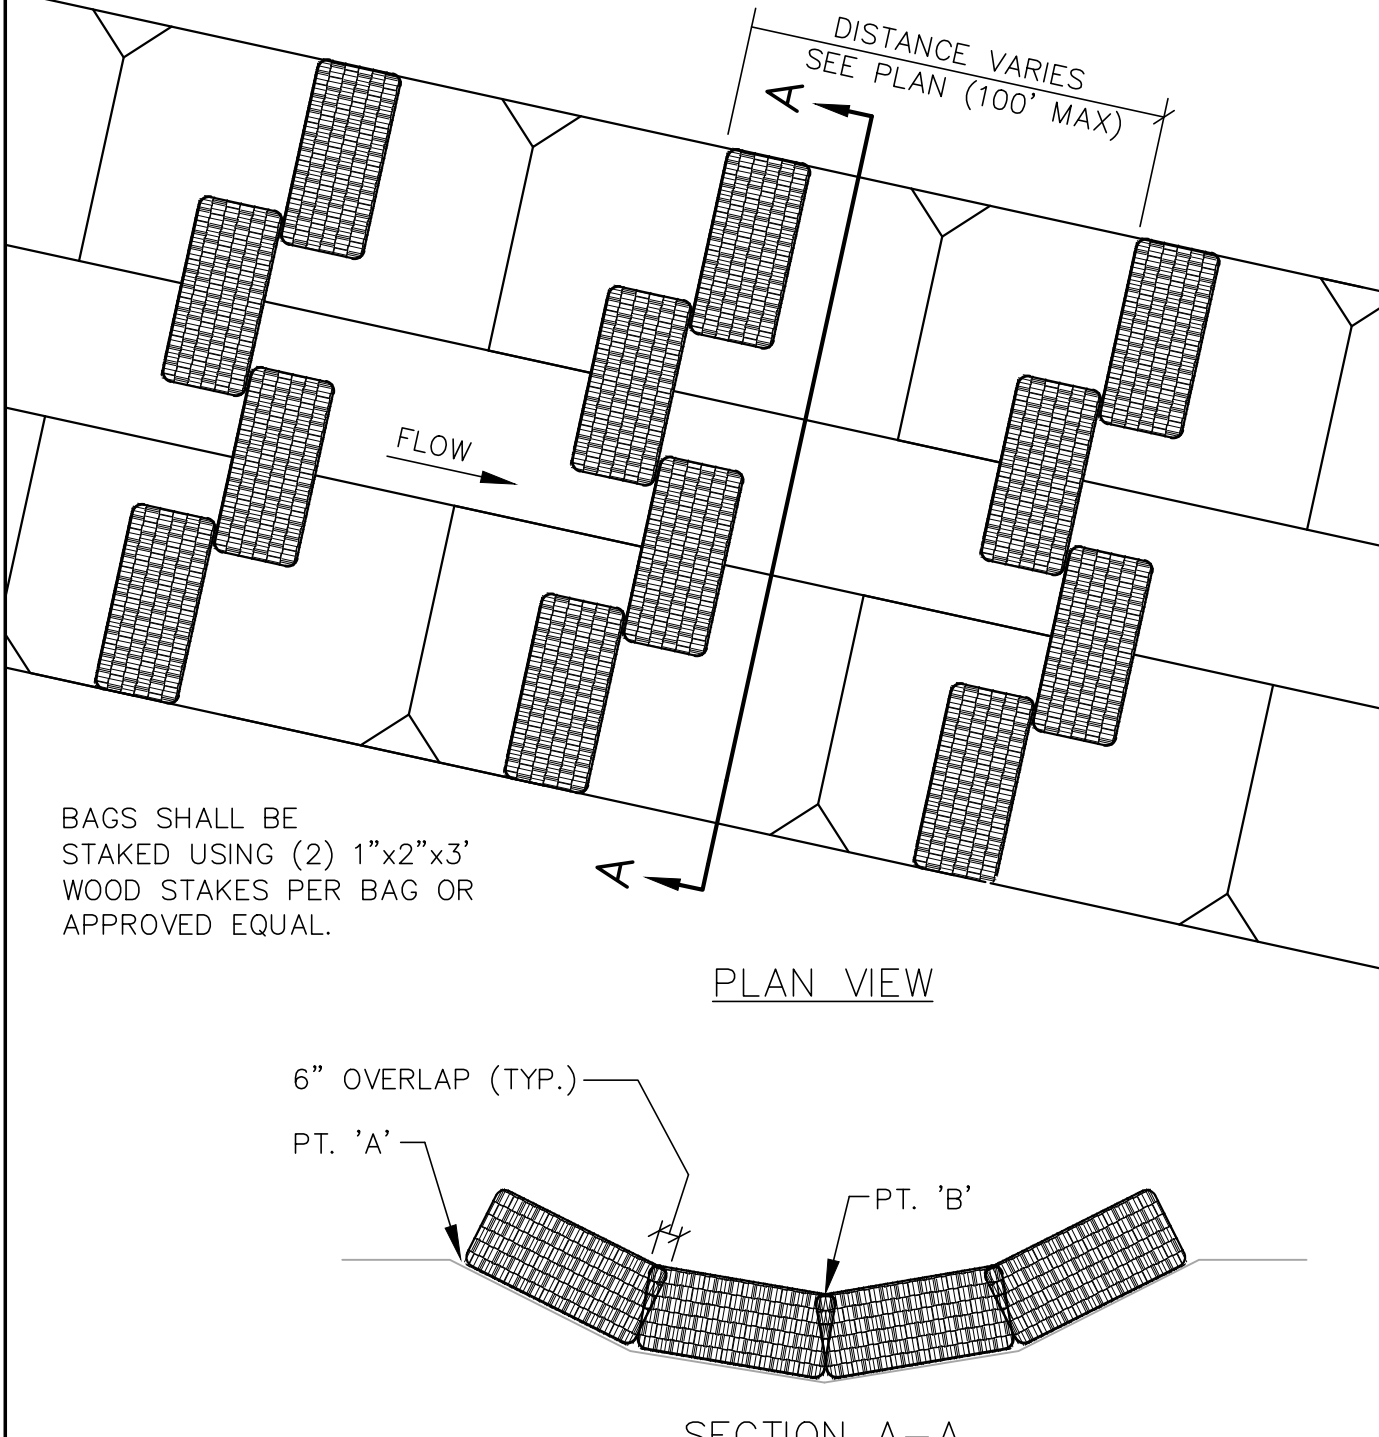 DISTANCE VARIES
SEE PLAN (100' MAX)
A
FLOW
A
BAGS SHALL BE
STAKED USING (2) 1"x2"x3'
WOOD STAKES PER BAG OR
APPROVED EQUAL.
PLAN VIEW
6" OVERLAP (TYP.)
PT. 'A'
PT. 'B'
SECTION A-A